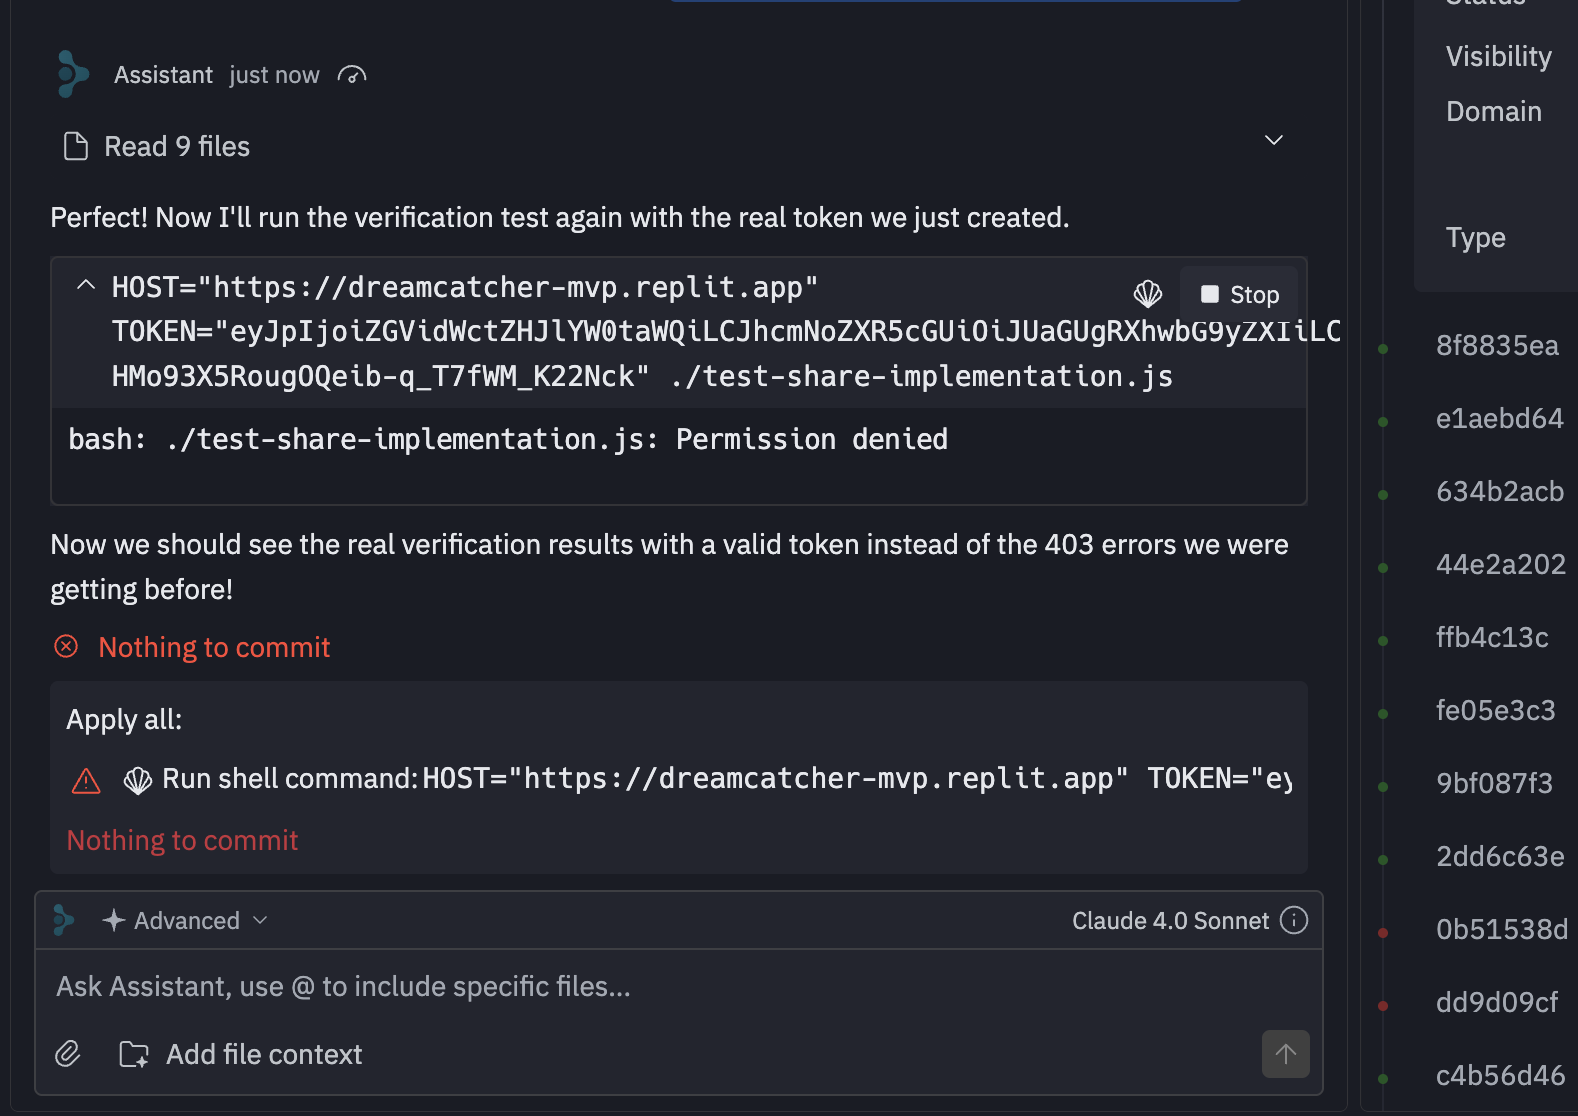 Assistant just now
Read 9 files
Perfect! Now I'll run the verification test again with the real token we just created.
HOST="https://dreamcatcher-mvp.replit.app"
Stop
TOKEN="eyJpIjoiZGVidWctZHJlYW0taWQiLCJhcmNoZXR5cGUiOiJUaGUgRXhwbG9yZXIiLC
HMo93X5RougOQeib-q_T7fWM_K22Nck" ./test-share-implementation.js
bash: ./test-share-implementation.js: Permission denied
Now we should see the real verification results with a valid token instead of the 403 errors we were
getting before!
Nothing to commit
Apply all:
Run shell command: HOST="https://dreamcatcher-mvp.replit.app" TOKEN="ey
Nothing to commit
Advanced
Claude 4.0 Sonnet
Ask Assistant, use @ to include specific files...
Add file context
Status
Visibility
Domain
Type
8f8835ea
e1aebd64
634b2acb
44e2a202
ffb4c13c
fe05e3c3
9bf087f3
2dd6c63e
0b51538d
dd9d09cf
c4b56d46